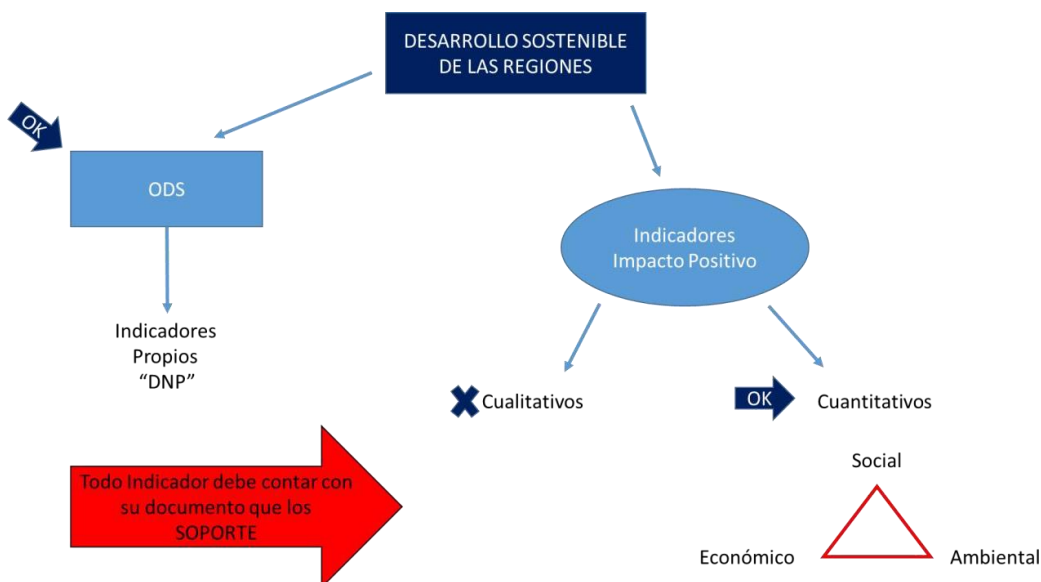 DESARROLLO SOSTENIBLE
DE LAS REGIONES
OK
ODS
Indicadores
Impacto Positivo
Indicadores
Propios
“DNP”
Cualitativos
OK
Cuantitativos
Social
Todo Indicador debe contar con
su documento que los
SOPORTE
Económico
Ambiental